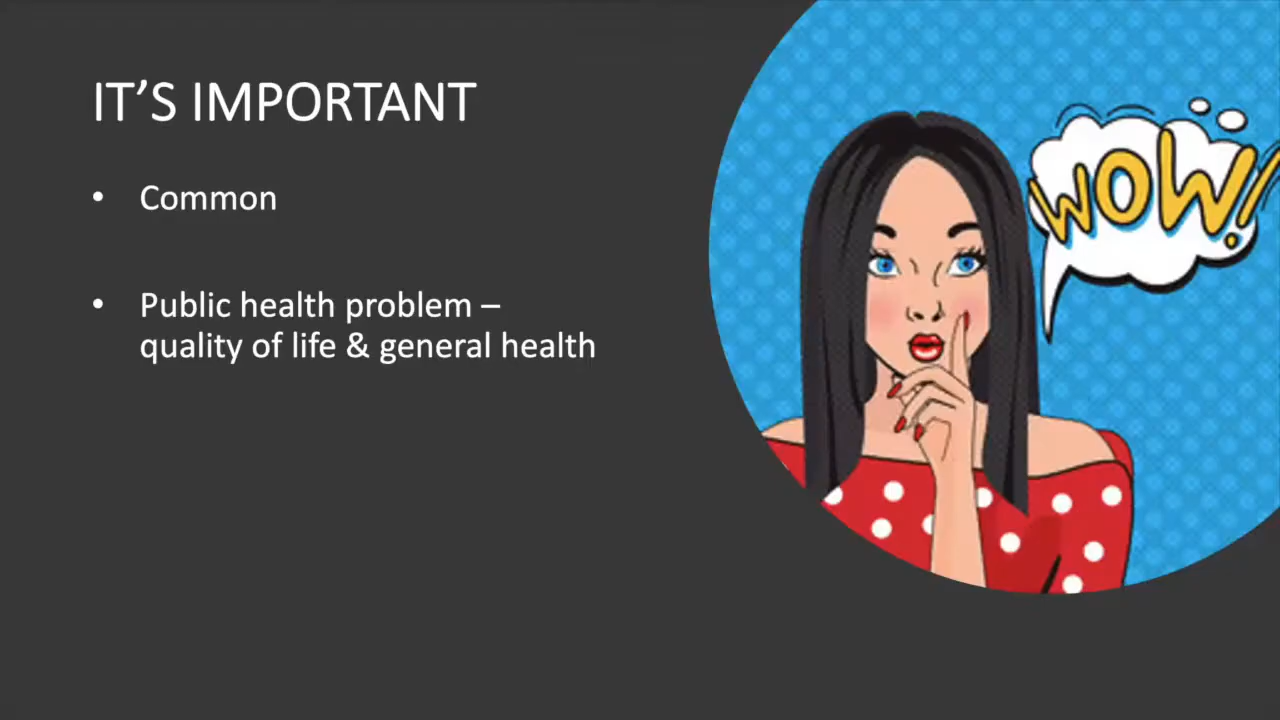 IT’S IMPORTANT
• Common
• Public health problem –
quality of life & general health
WOW!